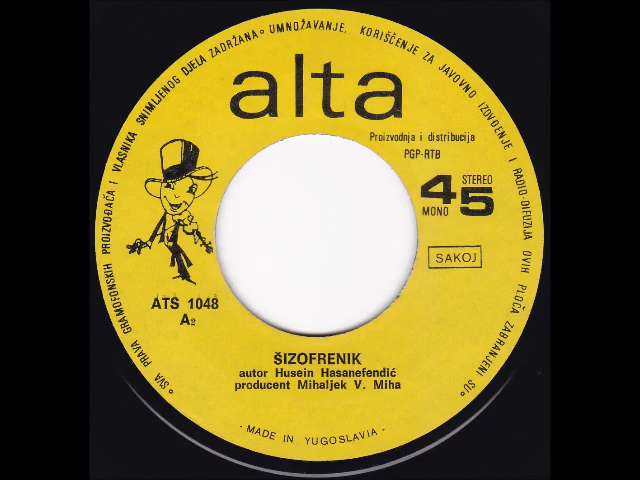 SVA PRAVA GRAMOFONSKIH PROIZVOĐAČA I VLASNIKA SNIMLJENOG DJELA ZADRŽANA ∘ UMNOŽAVANJE, KORIŠĆENJE ZA JAVOVNO IZVOĐENJE I RADIO-DIFUZIJA OVIH PLOČA ZABRANJENI SU ∘
alta
Proizvodnja i distribucija
PGP-RTB
45 STEREO
MONO
SAKOJ
ATS 1048
A₂
ŠIZOFRENIK
autor Husein Hasanefendić
producent Mihaljek V. Miha
- MADE IN YUGOSLAVIA -